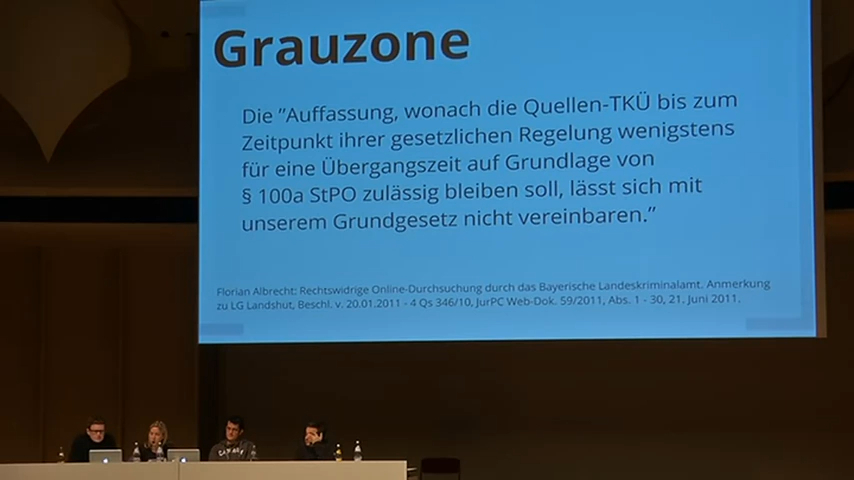 Grauzone
Die "Auffassung, wonach die Quellen-TKÜ bis zum
Zeitpunkt ihrer gesetzlichen Regelung wenigstens
für eine Übergangszeit auf Grundlage von
§ 100a StPO zulässig bleiben soll, lässt sich mit
unserem Grundgesetz nicht vereinbaren."
Florian Albrecht: Rechtswidrige Online-Durchsuchung durch das Bayerische Landeskriminalamt. Anmerkung
zu LG Landshut, Beschl. v. 20.01.2011 - 4 Qs 346/10, JurPC Web-Dok. 59/2011, Abs. 1 - 30, 21. Juni 2011.